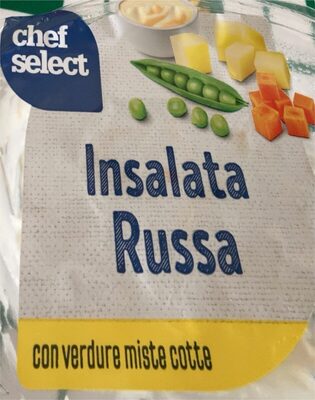 chef
select
Insalata
Russa
con verdure miste cotte